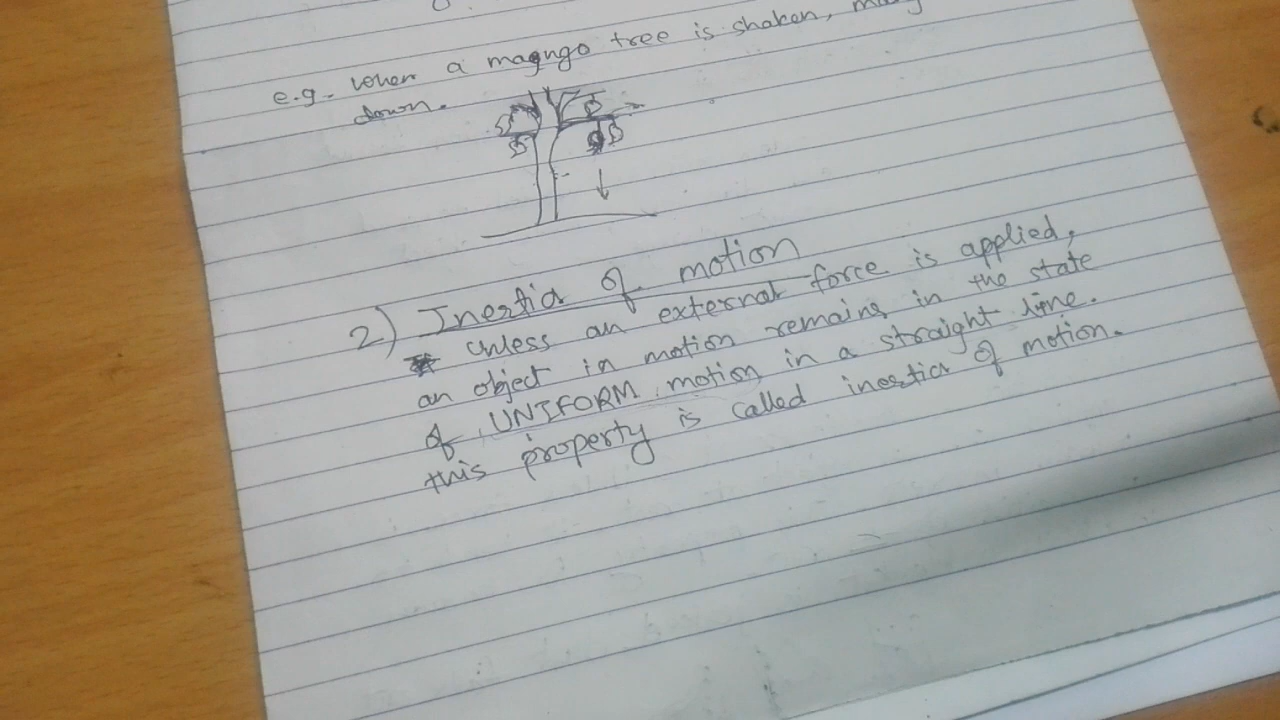 e.g. when a magngo tree is shaken,
down.
2) Inertia of motion
unless an external force is applied,
an object in motion remains in the state
of UNIFORM motion in a straight line.
this property is called inertia of motion.